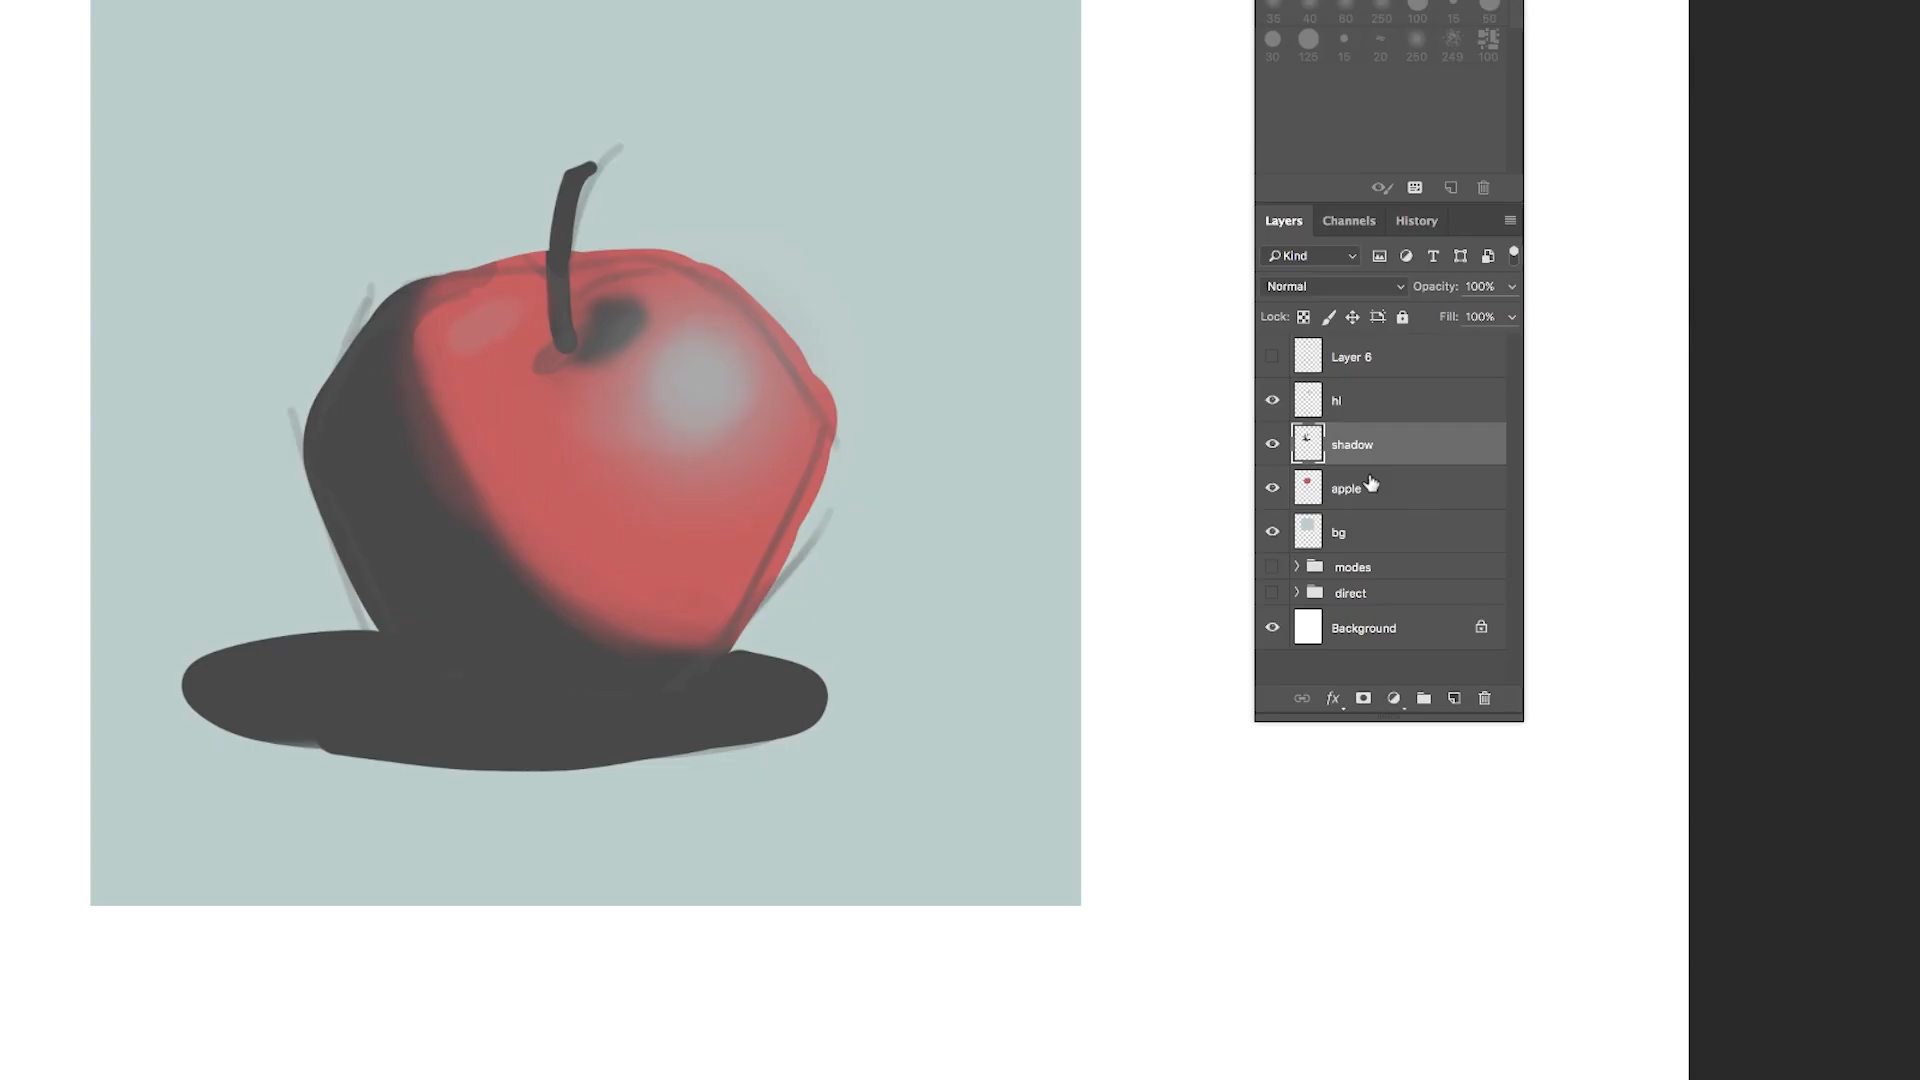 35 40 60 250 100 15 50
30 125 15 20 250 249 100
Layers Channels History
Kind
Normal Opacity: 100%
Lock: Fill: 100%
Layer 6
hl
shadow
apple
bg
modes
direct
Background
fx